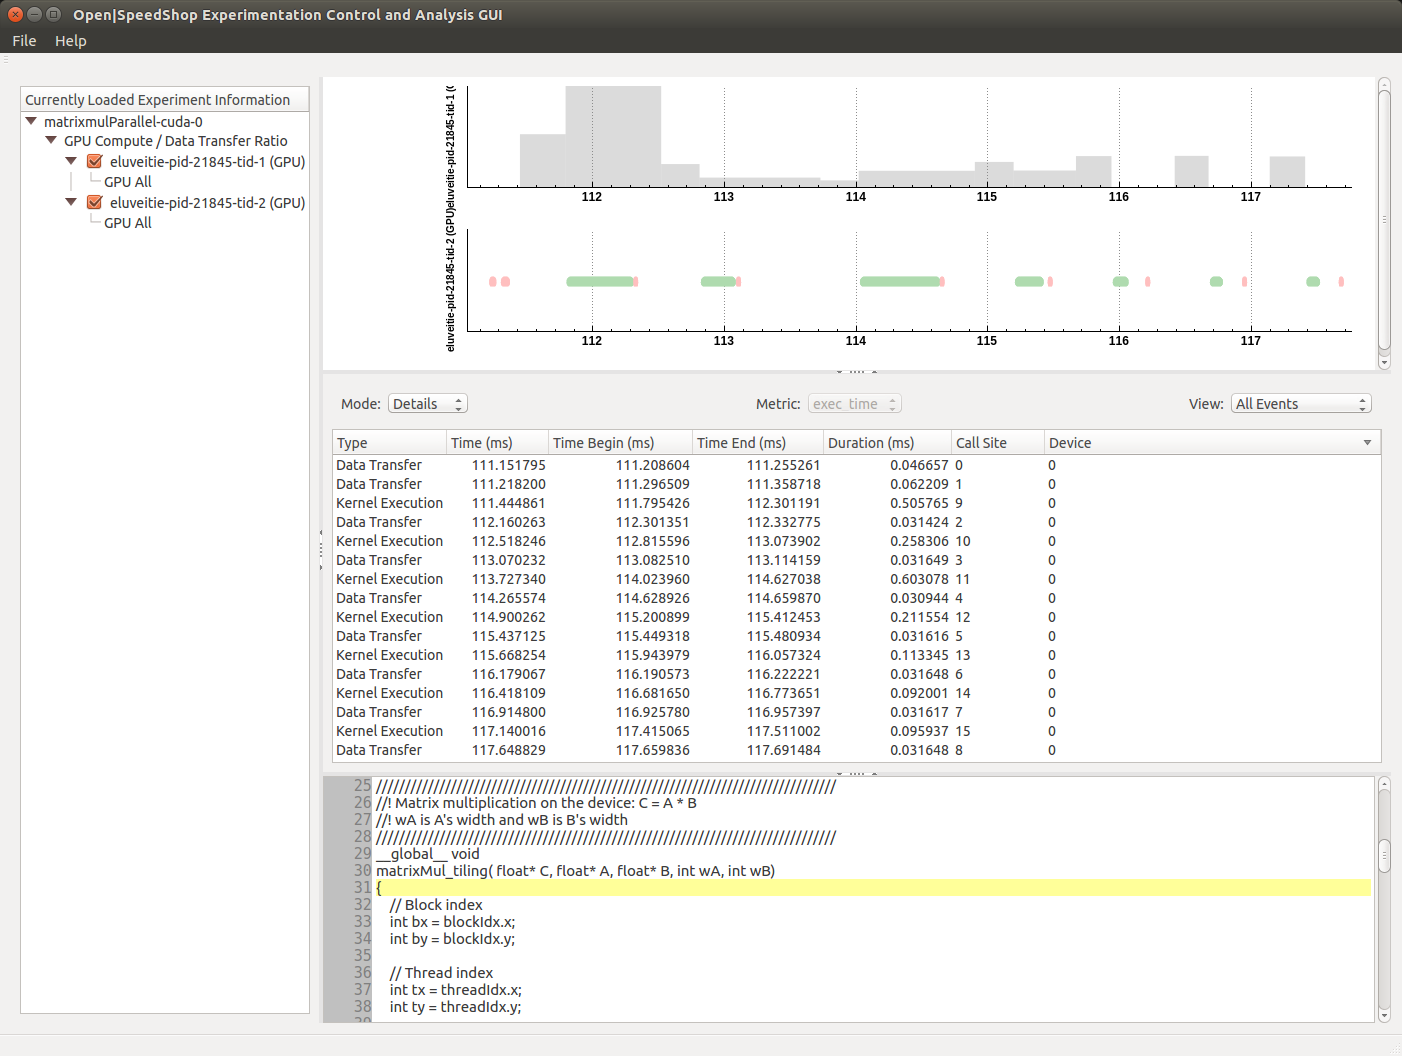 Open|SpeedShop Experimentation Control and Analysis GUI
File Help
Currently Loaded Experiment Information
matrixmulParallel-cuda-0
GPU Compute / Data Transfer Ratio
eluveitie-pid-21845-tid-1 (GPU)
GPU All
eluveitie-pid-21845-tid-2 (GPU)
GPU All
eluveitie-pid-21845-tid-1 (
112 113 114 115 116 117
eluveitie-pid-21845-tid-2 (GPU)
112 113 114 115 116 117
Mode: Details Metric: exec_time View: All Events
Type Time (ms) Time Begin (ms) Time End (ms) Duration (ms) Call Site Device
Data Transfer 111.151795 111.208604 111.255261 0.046657 0 0
Data Transfer 111.218200 111.296509 111.358718 0.062209 1 0
Kernel Execution 111.444861 111.795426 112.301191 0.505765 9 0
Data Transfer 112.160263 112.301351 112.332775 0.031424 2 0
Kernel Execution 112.518246 112.815596 113.073902 0.258306 10 0
Data Transfer 113.070232 113.082510 113.114159 0.031649 3 0
Kernel Execution 113.727340 114.023960 114.627038 0.603078 11 0
Data Transfer 114.265574 114.628926 114.659870 0.030944 4 0
Kernel Execution 114.900262 115.200899 115.412453 0.211554 12 0
Data Transfer 115.437125 115.449318 115.480934 0.031616 5 0
Kernel Execution 115.668254 115.943979 116.057324 0.113345 13 0
Data Transfer 116.179067 116.190573 116.222221 0.031648 6 0
Kernel Execution 116.418109 116.681650 116.773651 0.092001 14 0
Data Transfer 116.914800 116.925780 116.957397 0.031617 7 0
Kernel Execution 117.140016 117.415065 117.511002 0.095937 15 0
Data Transfer 117.648829 117.659836 117.691484 0.031648 8 0
25 ////////////////////////////////////////////////////////////////////////////////
26 //! Matrix multiplication on the device: C = A * B
27 //! wA is A's width and wB is B's width
28 ////////////////////////////////////////////////////////////////////////////////
29 __global__ void
30 matrixMul_tiling( float* C, float* A, float* B, int wA, int wB)
31 {
32 // Block index
33 int bx = blockIdx.x;
34 int by = blockIdx.y;
35
36 // Thread index
37 int tx = threadIdx.x;
38 int ty = threadIdx.y;